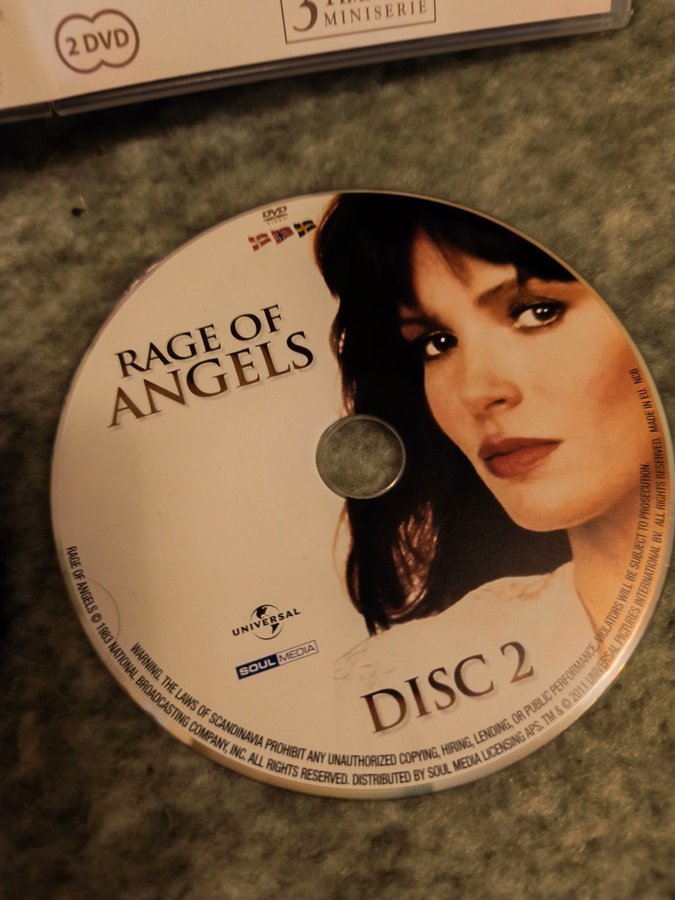 2 DVD
3
MINISERIE
DVD
VIDEO
RAGE OF
ANGELS
UNIVERSAL
SOUL MEDIA
DISC 2
RAGE OF ANGELS © 1983 NATIONAL BROADCASTING COMPANY, INC. ALL RIGHTS RESERVED. DISTRIBUTED BY SOUL MEDIA LICENSING APS. TM & © 2011 UNIVERSAL PICTURES INTERNATIONAL BV. ALL RIGHTS RESERVED. MADE IN EU. NCB
WARNING. THE LAWS OF SCANDINAVIA PROHIBIT ANY UNAUTHORIZED COPYING, HIRING, LENDING, OR PUBLIC PERFORMANCE. VIOLATORS WILL BE SUBJECT TO PROSECUTION.